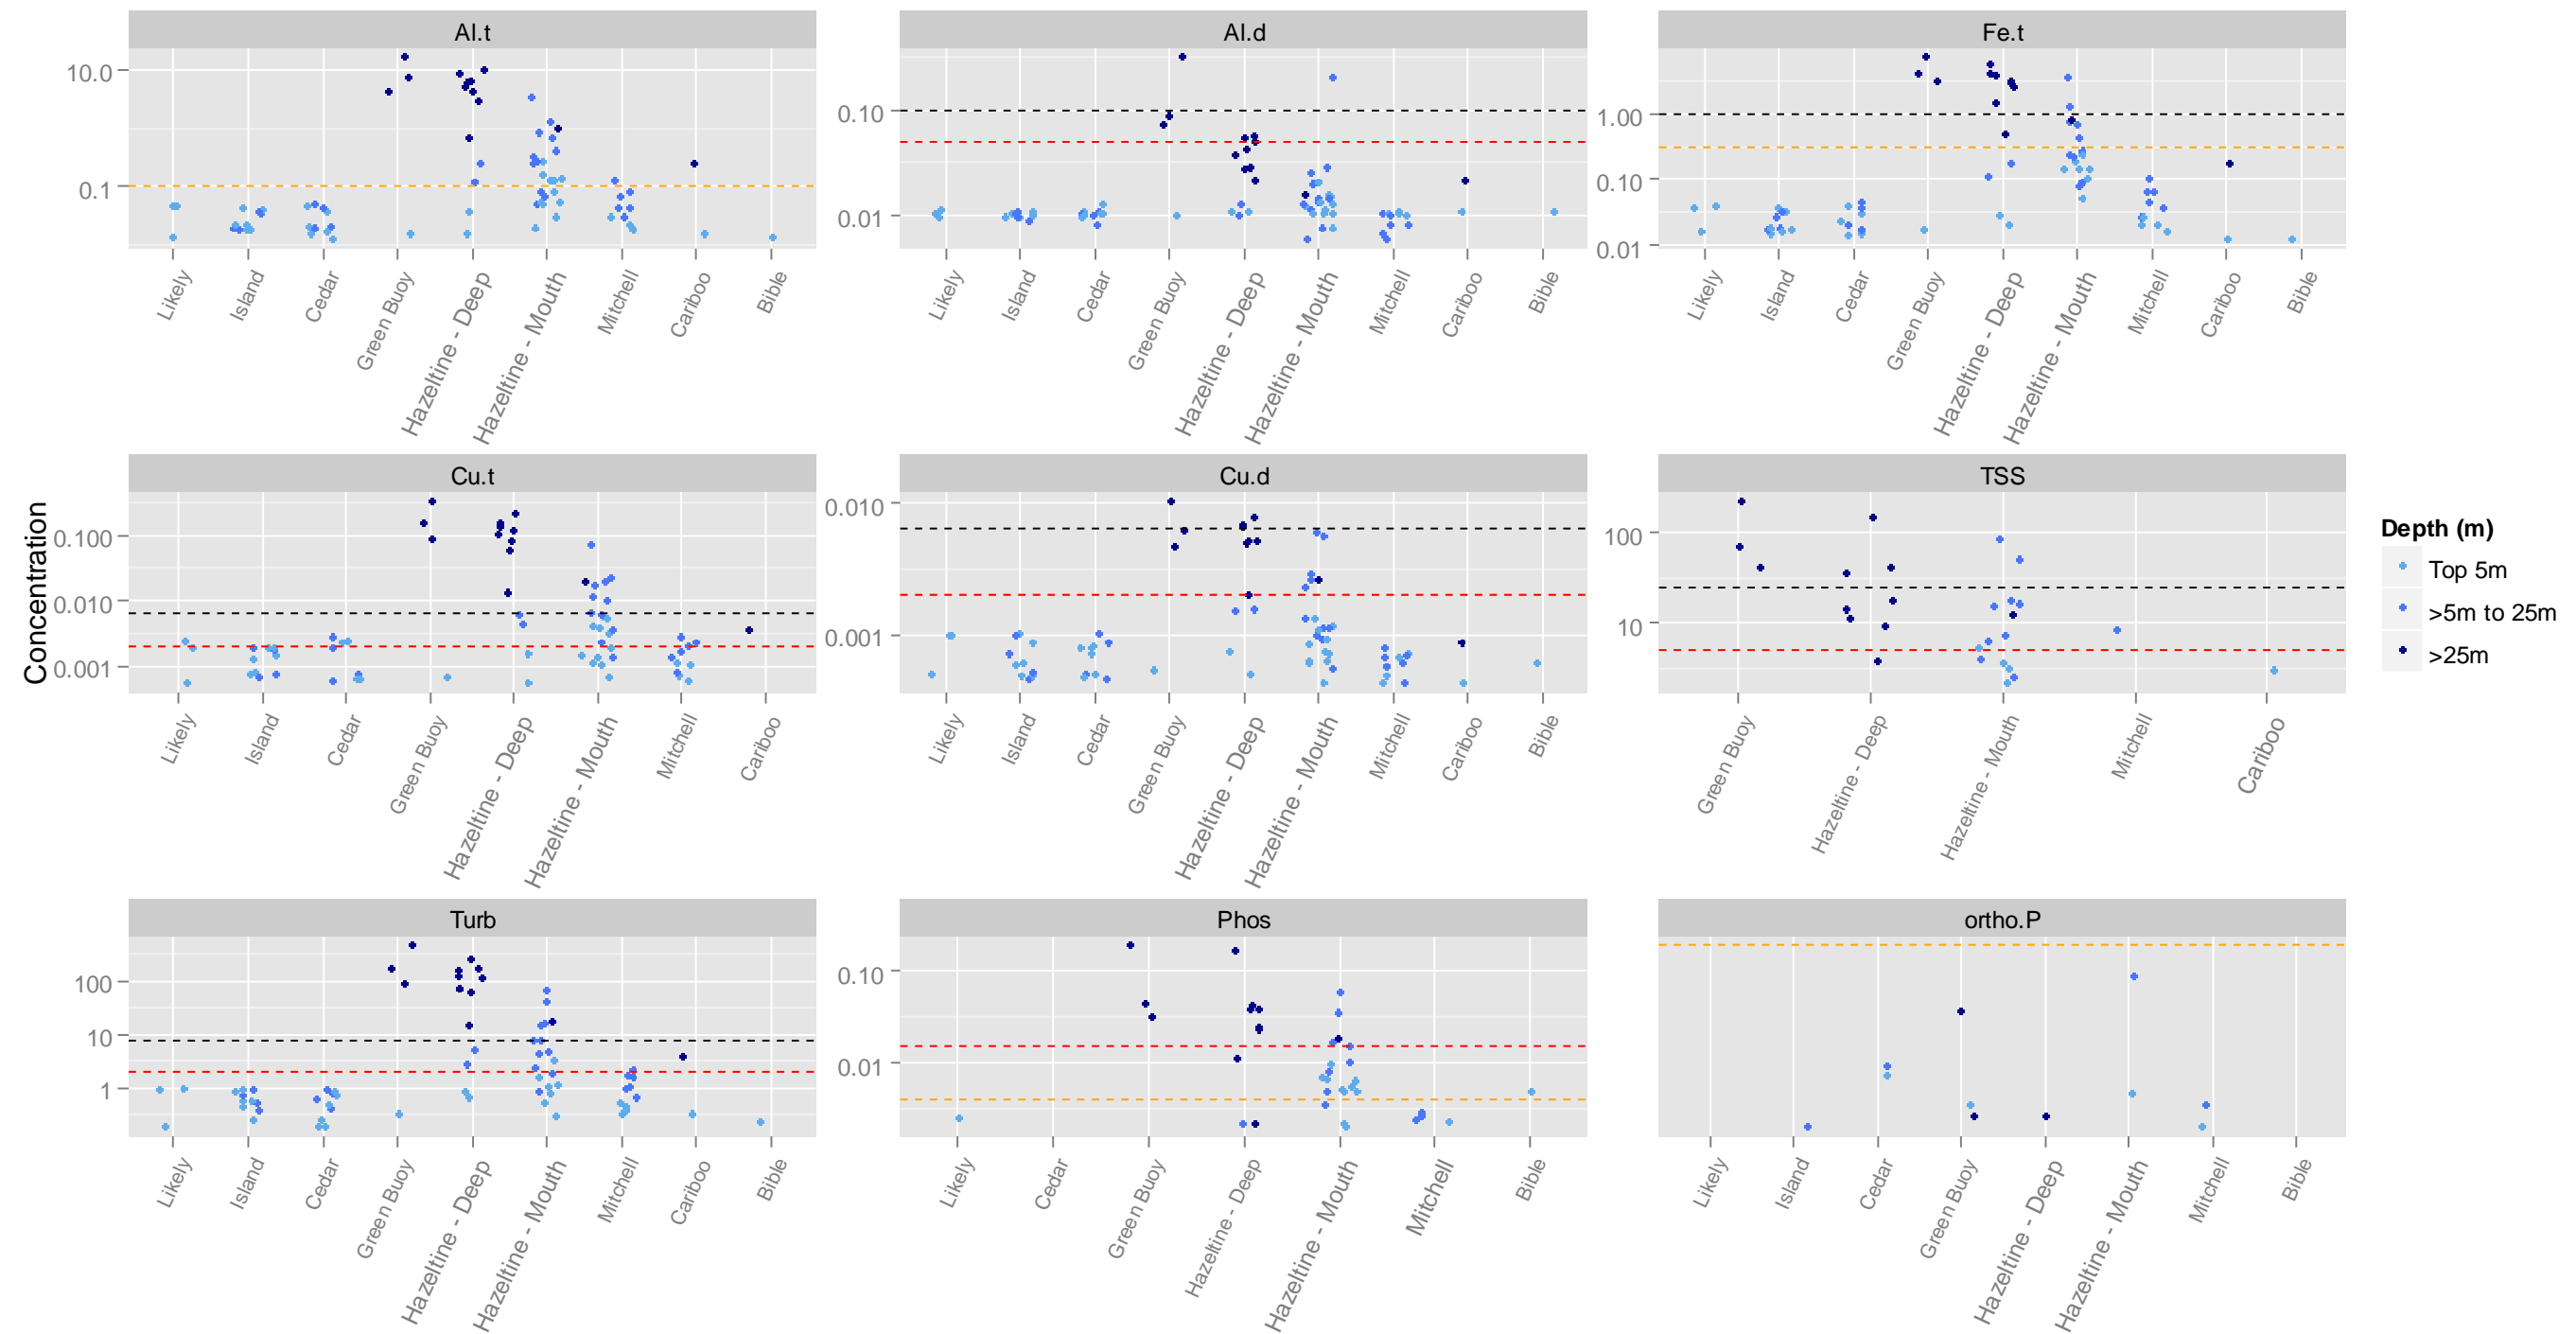 Al.t
Al.d
Fe.t
10.0
0.1
0.10
0.01
1.00
0.10
0.01
Likely
Island
Cedar
Green Buoy
Hazeltine - Deep
Hazeltine - Mouth
Mitchell
Cariboo
Bible
Likely
Island
Cedar
Green Buoy
Hazeltine - Deep
Hazeltine - Mouth
Mitchell
Cariboo
Bible
Likely
Island
Cedar
Green Buoy
Hazeltine - Deep
Hazeltine - Mouth
Mitchell
Cariboo
Bible
Concentration
Cu.t
Cu.d
TSS
0.100
0.010
0.001
0.010
0.001
100
10
Likely
Island
Cedar
Green Buoy
Hazeltine - Deep
Hazeltine - Mouth
Mitchell
Cariboo
Likely
Island
Cedar
Green Buoy
Hazeltine - Deep
Hazeltine - Mouth
Mitchell
Cariboo
Bible
Green Buoy
Hazeltine - Deep
Hazeltine - Mouth
Mitchell
Cariboo
Depth (m)
Top 5m
>5m to 25m
>25m
Turb
Phos
ortho.P
100
10
1
0.10
0.01
Likely
Island
Cedar
Green Buoy
Hazeltine - Deep
Hazeltine - Mouth
Mitchell
Cariboo
Bible
Likely
Cedar
Green Buoy
Hazeltine - Deep
Hazeltine - Mouth
Mitchell
Bible
Likely
Island
Cedar
Green Buoy
Hazeltine - Deep
Hazeltine - Mouth
Mitchell
Bible